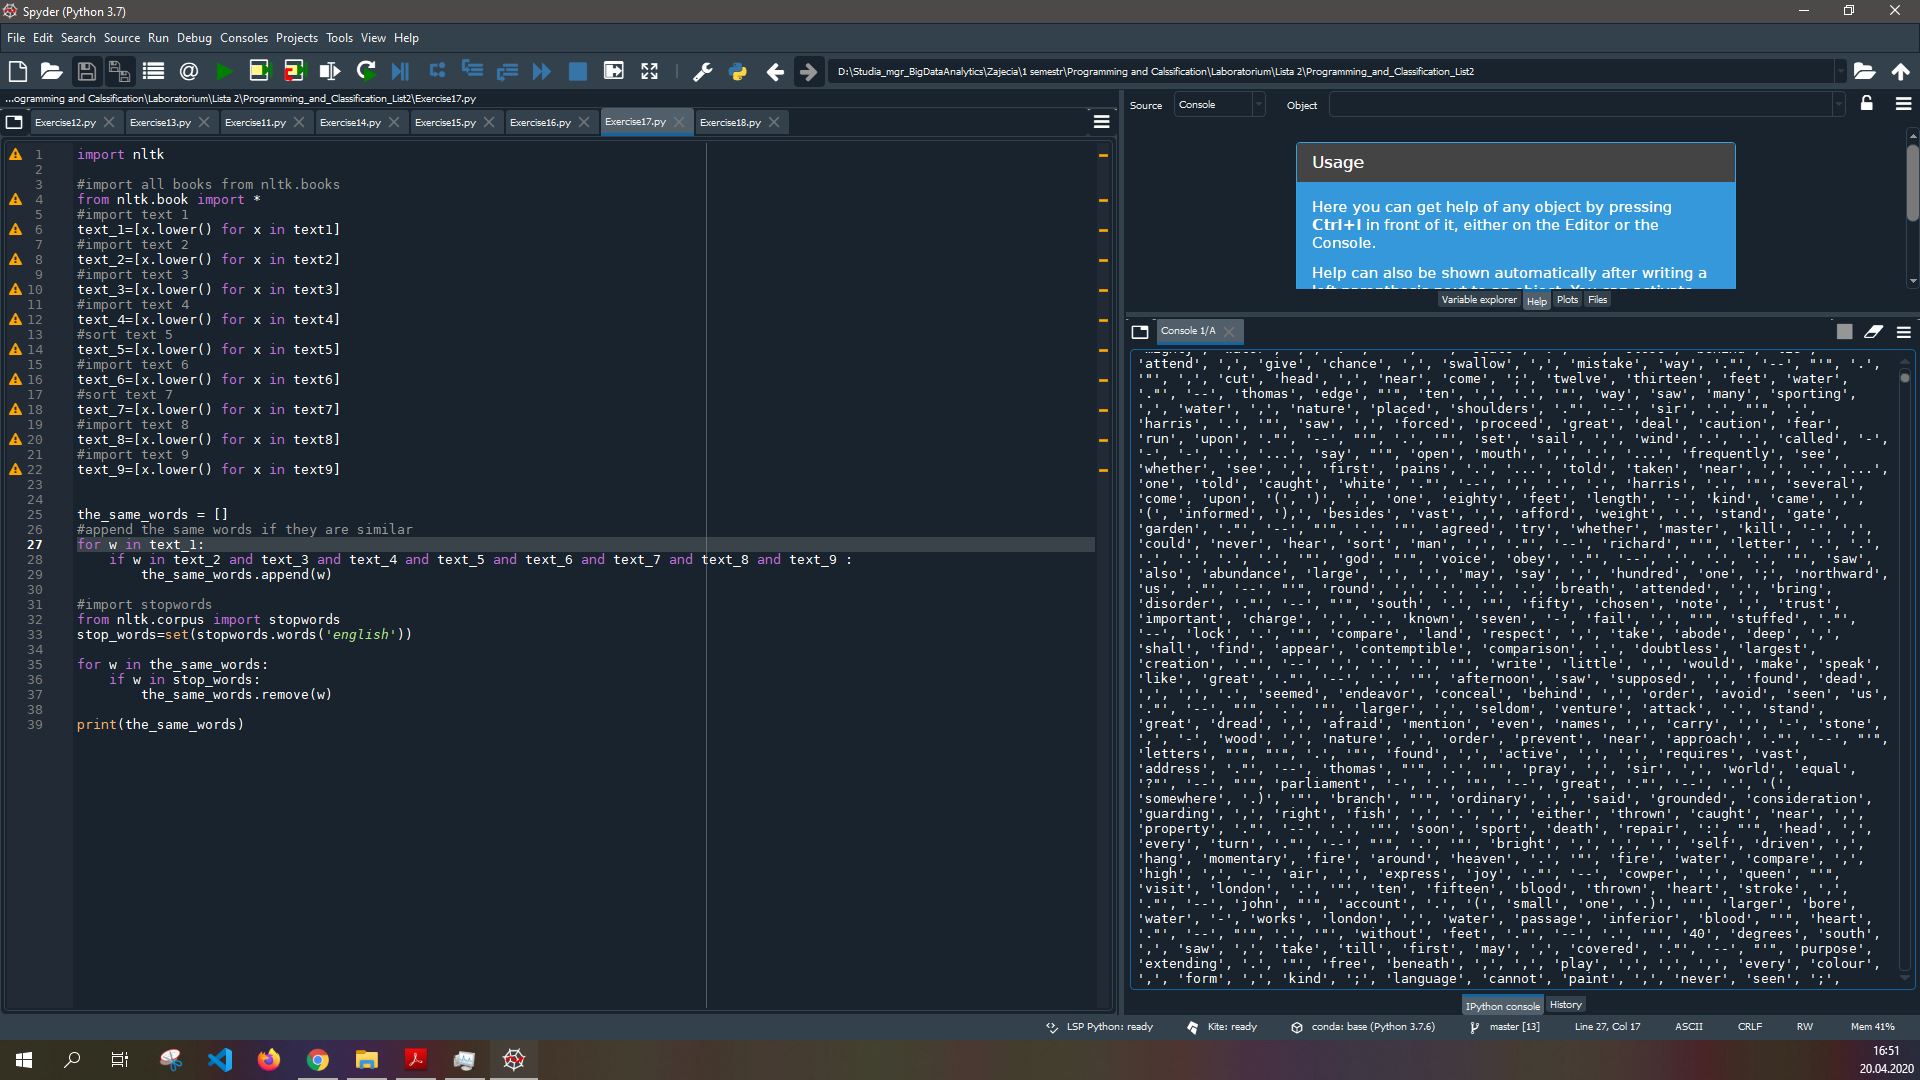 Spyder (Python 3.7)
File Edit Search Source Run Debug Consoles Projects Tools View Help
D:\Studia_mgr_BigDataAnalytics\Zajecia\1 semestr\Programming and Calssification\Laboratorium\Lista 2\Programming_and_Classification_List2
...ogramming and Calssification\Laboratorium\Lista 2\Programming_and_Classification_List2\Exercise17.py
Exercise12.py Exercise13.py Exercise11.py Exercise14.py Exercise15.py Exercise16.py Exercise17.py Exercise18.py
1 import nltk
2
3 #import all books from nltk.books
4 from nltk.book import *
5 #import text 1
6 text_1=[x.lower() for x in text1]
7 #import text 2
8 text_2=[x.lower() for x in text2]
9 #import text 3
10 text_3=[x.lower() for x in text3]
11 #import text 4
12 text_4=[x.lower() for x in text4]
13 #sort text 5
14 text_5=[x.lower() for x in text5]
15 #import text 6
16 text_6=[x.lower() for x in text6]
17 #sort text 7
18 text_7=[x.lower() for x in text7]
19 #import text 8
20 text_8=[x.lower() for x in text8]
21 #import text 9
22 text_9=[x.lower() for x in text9]
23
24
25 the_same_words = []
26 #append the same words if they are similar
27 for w in text_1:
28 if w in text_2 and text_3 and text_4 and text_5 and text_6 and text_7 and text_8 and text_9 :
29 the_same_words.append(w)
30
31 #import stopwords
32 from nltk.corpus import stopwords
33 stop_words=set(stopwords.words('english'))
34
35 for w in the_same_words:
36 if w in stop_words:
37 the_same_words.remove(w)
38
39 print(the_same_words)
Source Console Object
Usage
Here you can get help of any object by pressing
Ctrl+I in front of it, either on the Editor or the
Console.
Help can also be shown automatically after writing a
Variable explorer Help Plots Files
Console 1/A
'attend', ',', 'give', 'chance', ',', 'swallow', ',', 'mistake', 'way', '."', '--', "'", '.',
'"', ',', 'cut', 'head', ',', 'near', 'come', ';', 'twelve', 'thirteen', 'feet', 'water',
'."', '--', 'thomas', 'edge', "'", 'ten', ',', '.', '"', 'way', 'saw', 'many', 'sporting',
',', 'water', ',', 'nature', 'placed', 'shoulders', '."', '--', 'sir', '.', "'", '.',
'harris', '.', '"', 'saw', ',', 'forced', 'proceed', 'great', 'deal', 'caution', 'fear',
'run', 'upon', '."', '--', "'", '.', '"', 'set', 'sail', ',', 'wind', '.', '.', 'called', '-',
'-', '-', '.', '...', 'say', "'", 'open', 'mouth', ',', '.', '...', 'frequently', 'see',
'whether', 'see', ',', 'first', 'pains', '.', '...', 'told', 'taken', 'near', ',', '.', '...',
'one', 'told', 'caught', 'white', '."', '--', ',', '.', '.', 'harris', '.', '"', 'several',
'come', 'upon', '(', ')', ',', 'one', 'eighty', 'feet', 'length', '-', 'kind', 'came', ',',
'(', 'informed', '),', 'besides', 'vast', ',', 'afford', 'weight', '.', 'stand', 'gate'
'garden', '."', '--', "'", '.', '"', 'agreed', 'try', 'whether', 'master', 'kill', '-', ',',
'could', 'never', 'hear', 'sort', 'man', ',', '."', '--', 'richard', "'", 'letter', '.', '.',
'.', '.', '.', '.', '"', 'god', "'", 'voice', 'obey', '."', '--', '.', '.', '.', '"', 'saw',
'also', 'abundance', 'large', ',', ',', 'may', 'say', ',', 'hundred', 'one', ';', 'northward',
'us', '."', '--', "'", 'round', ',', '.', '.', '.', 'breath', 'attended', ',', 'bring',
'disorder', '."', '--', "'", 'south', '.', '"', 'fifty', 'chosen', 'note', ',', 'trust',
'important', 'charge', ',', '.', 'known', 'seven', '-', 'fail', ',', "'", 'stuffed', '."',
'--', 'lock', '.', '"', 'compare', 'land', 'respect', ',', 'take', 'abode', 'deep', ',',
'shall', 'find', 'appear', 'contemptible', 'comparison', '.', 'doubtless', 'largest',
'creation', '."', '--', ',', '.', '.', '"', 'write', 'little', ',', 'would', 'make', 'speak',
'like', 'great', '."', '--', '.', '"', 'afternoon', 'saw', 'supposed', ',', 'found', 'dead',
',', ',', '.', 'seemed', 'endeavor', 'conceal', 'behind', ',', 'order', 'avoid', 'seen', 'us',
'."', '--', "'", '.', '"', 'larger', ',', 'seldom', 'venture', 'attack', '.', 'stand',
'great', 'dread', ',', 'afraid', 'mention', 'even', 'names', ',', 'carry', ',', '-', 'stone',
',', '-', 'wood', ',', 'nature', ',', 'order', 'prevent', 'near', 'approach', '."', '--', "'",
'letters', "'", "'", '.', '"', 'found', ',', 'active', ',', ',', 'requires', 'vast',
'address', '."', '--', 'thomas', "'", '.', '"', 'pray', ',', 'sir', ',', 'world', 'equal',
'?"', '--', "'", 'parliament', '-', '.', '"', '--', 'great', '."', '--', '.', '(',
'somewhere', '.)', '"', 'branch', "'", 'ordinary', ',', 'said', 'grounded', 'consideration',
'guarding', ',', 'right', 'fish', ',', '.', ',', 'either', 'thrown', 'caught', 'near', ',',
'property', '."', '--', '.', '"', 'soon', 'sport', 'death', 'repair', ':', "'", 'head', ',',
'every', 'turn', '."', '--', "'", '.', '"', 'bright', ',', ',', ',', 'self', 'driven', ',',
'hang', 'momentary', 'fire', 'around', 'heaven', '.', '"', 'fire', 'water', 'compare', ',',
'high', ',', '-', 'air', ',', 'express', 'joy', '."', '--', 'cowper', ',', 'queen', "'",
'visit', 'london', '.', '"', 'ten', 'fifteen', 'blood', 'thrown', 'heart', 'stroke', ',',
'."', '--', 'john', "'", 'account', '.', '(', 'small', 'one', '.)', '"', 'larger', 'bore',
'water', '-', 'works', 'london', ',', 'water', 'passage', 'inferior', 'blood', "'", 'heart',
'."', '--', "'", '.', '"', 'without', 'feet', '."', '--', '.', '"', '40', 'degrees', 'south',
',', 'saw', ',', 'take', 'till', 'first', 'may', ',', 'covered', '."', '--', "'", 'purpose',
'extending', '.', '"', 'free', 'beneath', ',', ',', 'play', ',', ',', ',', 'every', 'colour',
',', 'form', ',', 'kind', ';', 'language', 'cannot', 'paint', ',', 'never', 'seen', ';',
IPython console History
LSP Python: ready Kite: ready conda: base (Python 3.7.6) master [13] Line 27, Col 17 ASCII CRLF RW Mem 41%
16:51
20.04.2020